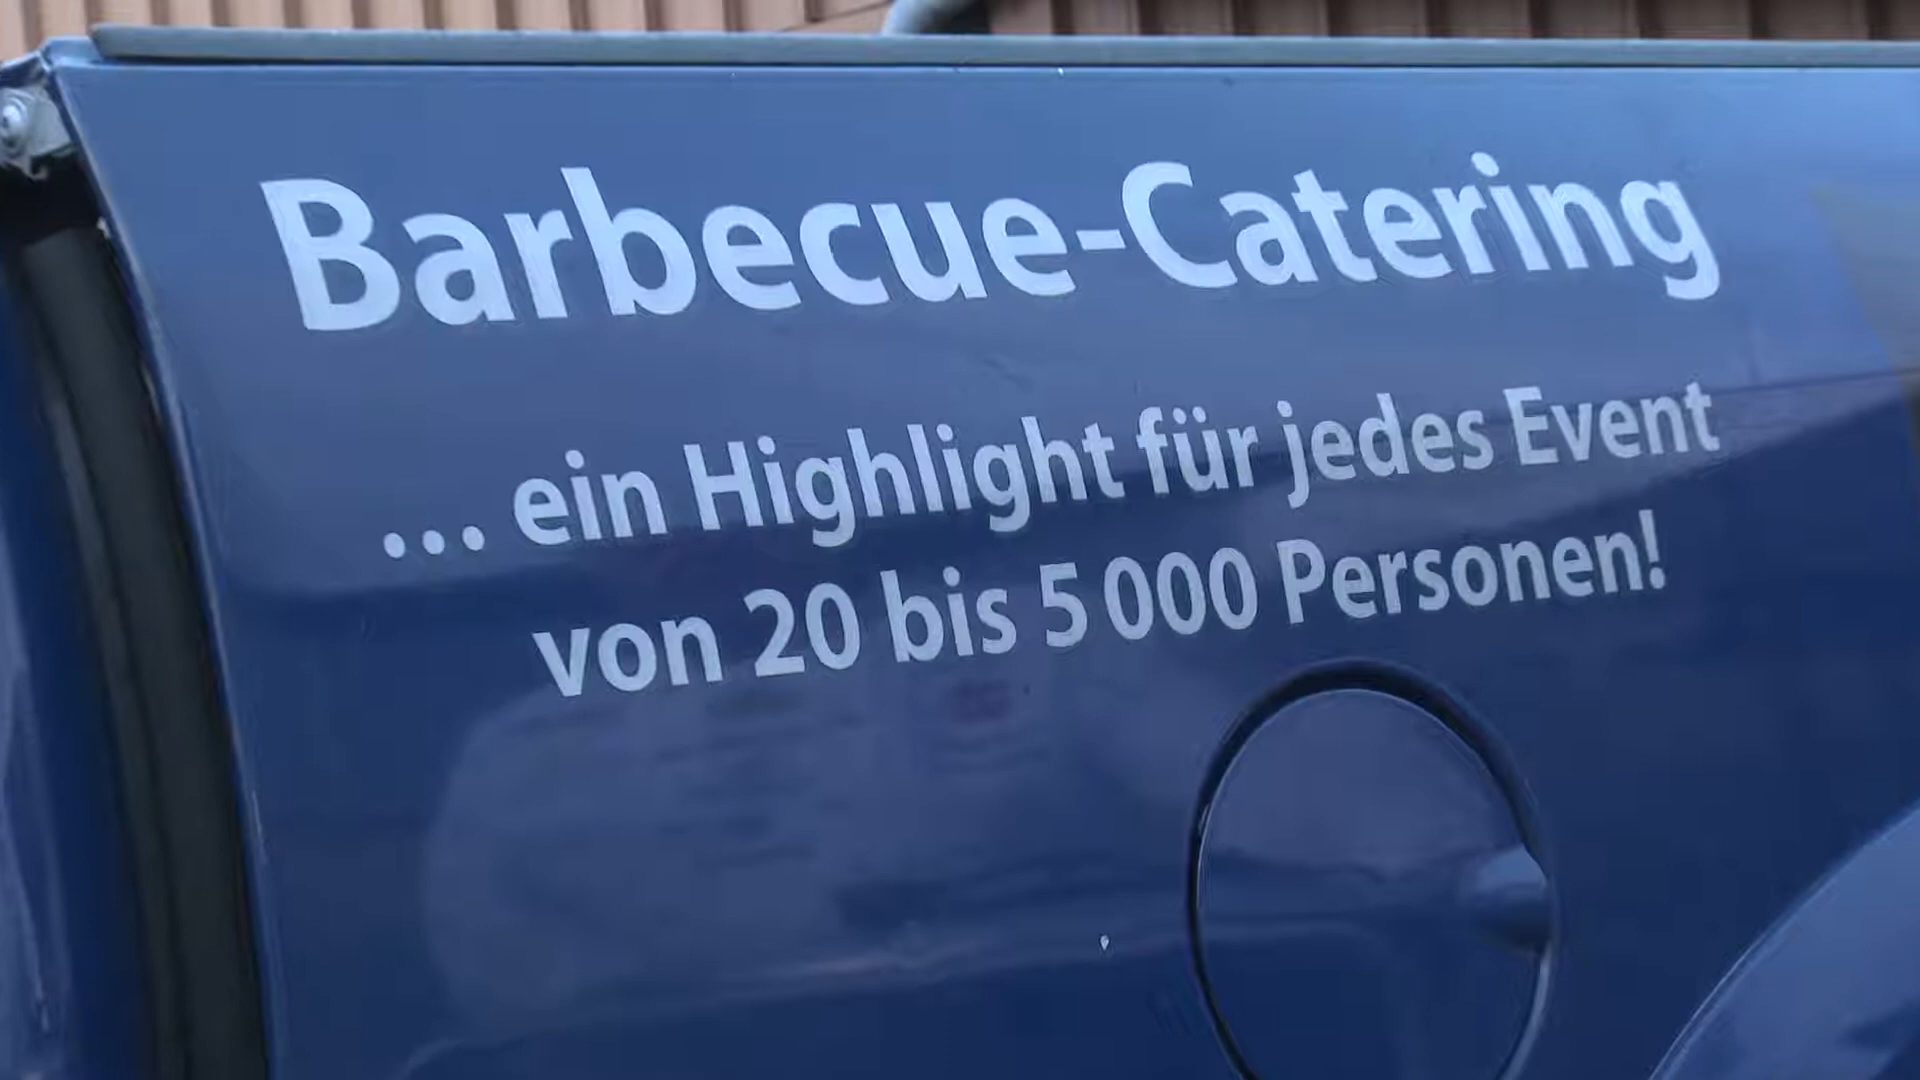 Barbecue-Catering
... ein Highlight für jedes Event
von 20 bis 5 000 Personen!